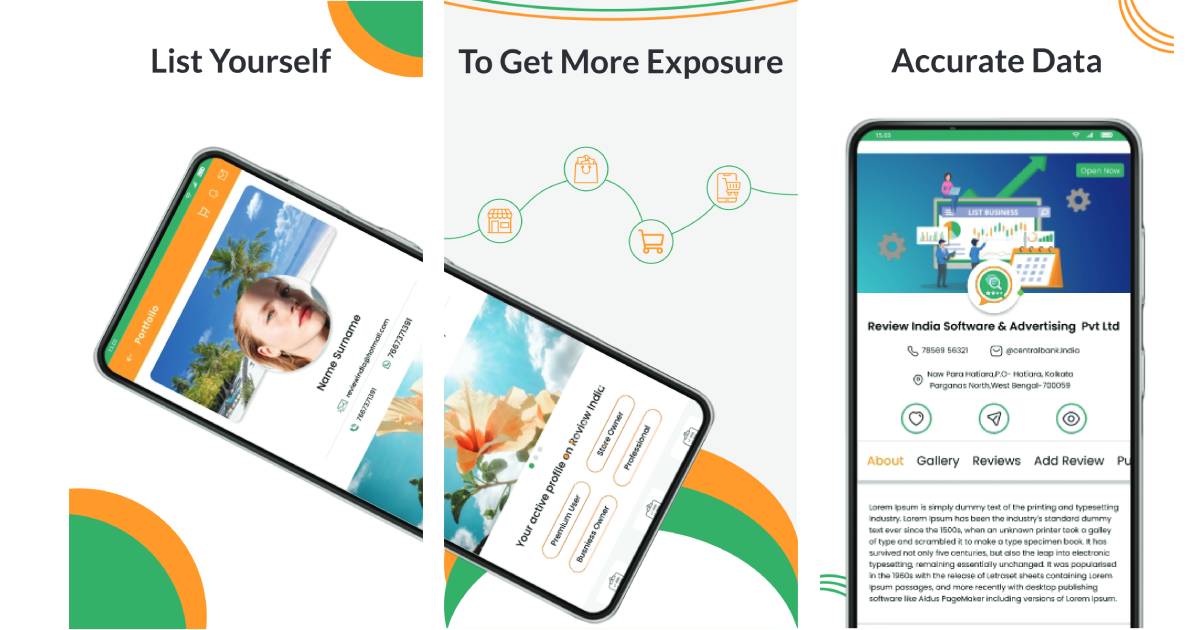 List Yourself
To Get More Exposure
Accurate Data
Portfolio
Name Surname
reviewindia@hotmail.com
7667371391
7667371391
Your active profile on Review India
Store Owner
Professional
Premium User
Busniess Owner
15.03
Open Now
LIST BUSINESS
Review India Software & Advertising Pvt Ltd
78569 56321
@centralbank.india
Naw Para Hatiara,P.O- Hatiara, Kolkata
Parganas North,West Bengal-700059
About Gallery Reviews Add Review Pu
Lorem Ipsum is simply dummy text of the printing and typesetting
industry. Lorem Ipsum has been the industry's standard dummy
text ever since the 1500s, when an unknown printer took a galley
of type and scrambled it to make a type specimen book. It has
survived not only five centuries, but also the leap into electronic
typesetting, remaining essentially unchanged. It was popularised
in the 1960s with the release of Letraset sheets containing Lorem
Ipsum passages, and more recently with desktop publishing
software like Aldus PageMaker including versions of Lorem Ipsum.